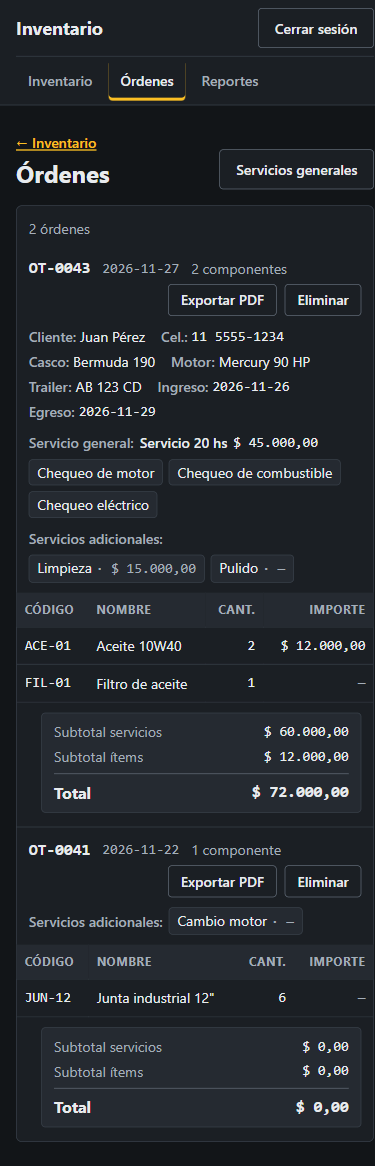 Inventario
Cerrar sesión
Inventario Órdenes Reportes
← Inventario
Órdenes
Servicios generales
2 órdenes
OT-0043 2026-11-27 2 componentes
Exportar PDF Eliminar
Cliente: Juan Pérez Cel.: 11 5555-1234
Casco: Bermuda 190 Motor: Mercury 90 HP
Trailer: AB 123 CD Ingreso: 2026-11-26
Egreso: 2026-11-29
Servicio general: Servicio 20 hs $ 45.000,00
Chequeo de motor Chequeo de combustible
Chequeo eléctrico
Servicios adicionales:
Limpieza · $ 15.000,00 Pulido · —
CÓDIGO NOMBRE CANT. IMPORTE
ACE-01 Aceite 10W40 2 $ 12.000,00
FIL-01 Filtro de aceite 1 —
Subtotal servicios $ 60.000,00
Subtotal ítems $ 12.000,00
Total $ 72.000,00
OT-0041 2026-11-22 1 componente
Exportar PDF Eliminar
Servicios adicionales: Cambio motor · —
CÓDIGO NOMBRE CANT. IMPORTE
JUN-12 Junta industrial 12" 6 —
Subtotal servicios $ 0,00
Subtotal ítems $ 0,00
Total $ 0,00